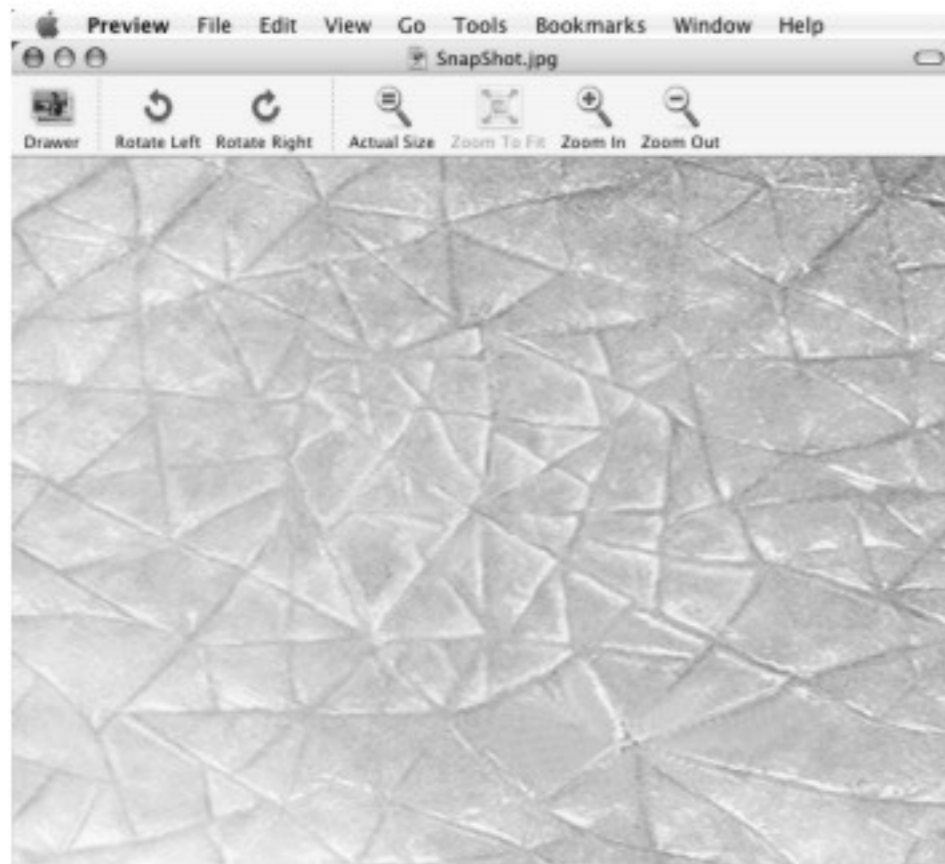 Preview File Edit View Go Tools Bookmarks Window Help
SnapShot.jpg
Drawer Rotate Left Rotate Right Actual Size Zoom To Fit Zoom In Zoom Out